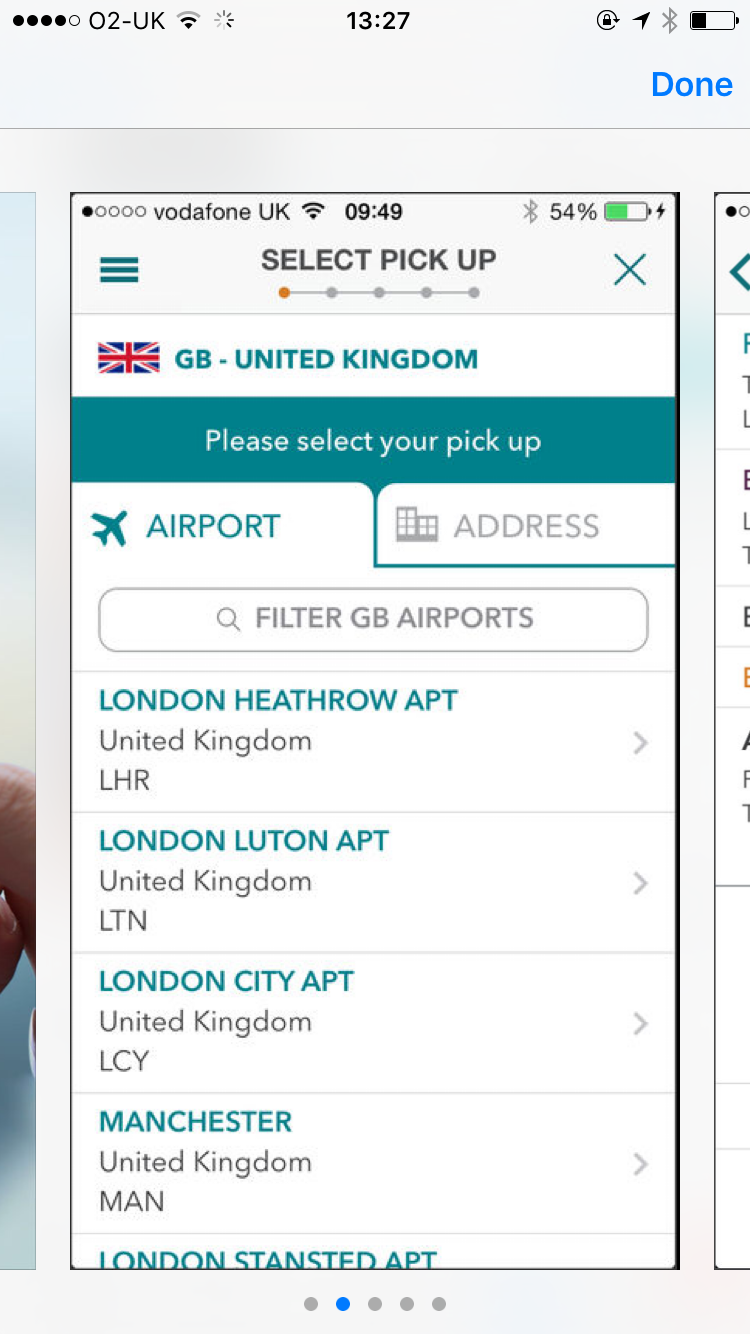 O2-UK 13:27
Done
vodafone UK 09:49 54%
SELECT PICK UP
GB - UNITED KINGDOM
Please select your pick up
AIRPORT ADDRESS
FILTER GB AIRPORTS
LONDON HEATHROW APT
United Kingdom
LHR
LONDON LUTON APT
United Kingdom
LTN
LONDON CITY APT
United Kingdom
LCY
MANCHESTER
United Kingdom
MAN
LONDON STANSTED APT